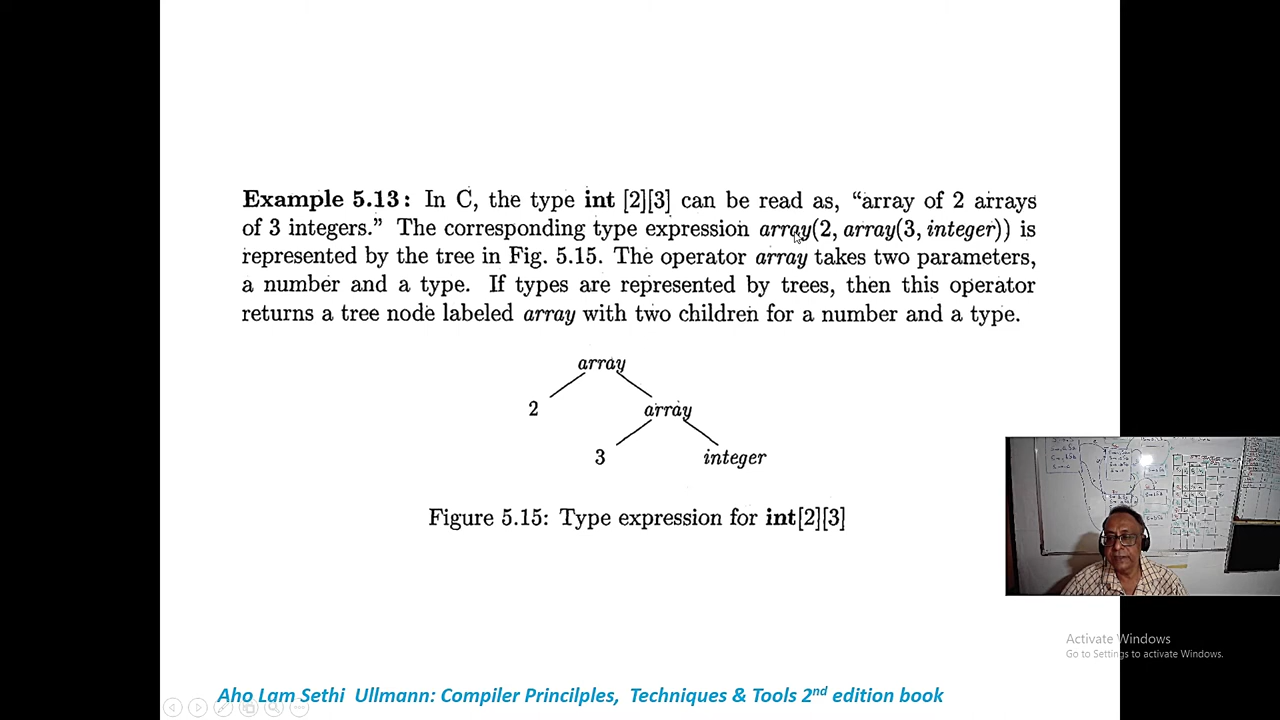 Example 5.13: In C, the type int [2][3] can be read as, “array of 2 arrays
of 3 integers.” The corresponding type expression array(2, array(3, integer)) is
represented by the tree in Fig. 5.15. The operator array takes two parameters,
a number and a type. If types are represented by trees, then this operator
returns a tree node labeled array with two children for a number and a type.
array
2 array
3 integer
Figure 5.15: Type expression for int[2][3]
Activate Windows
Go to Settings to activate Windows.
Aho Lam Sethi Ullmann: Compiler Princilples, Techniques & Tools 2nd edition book